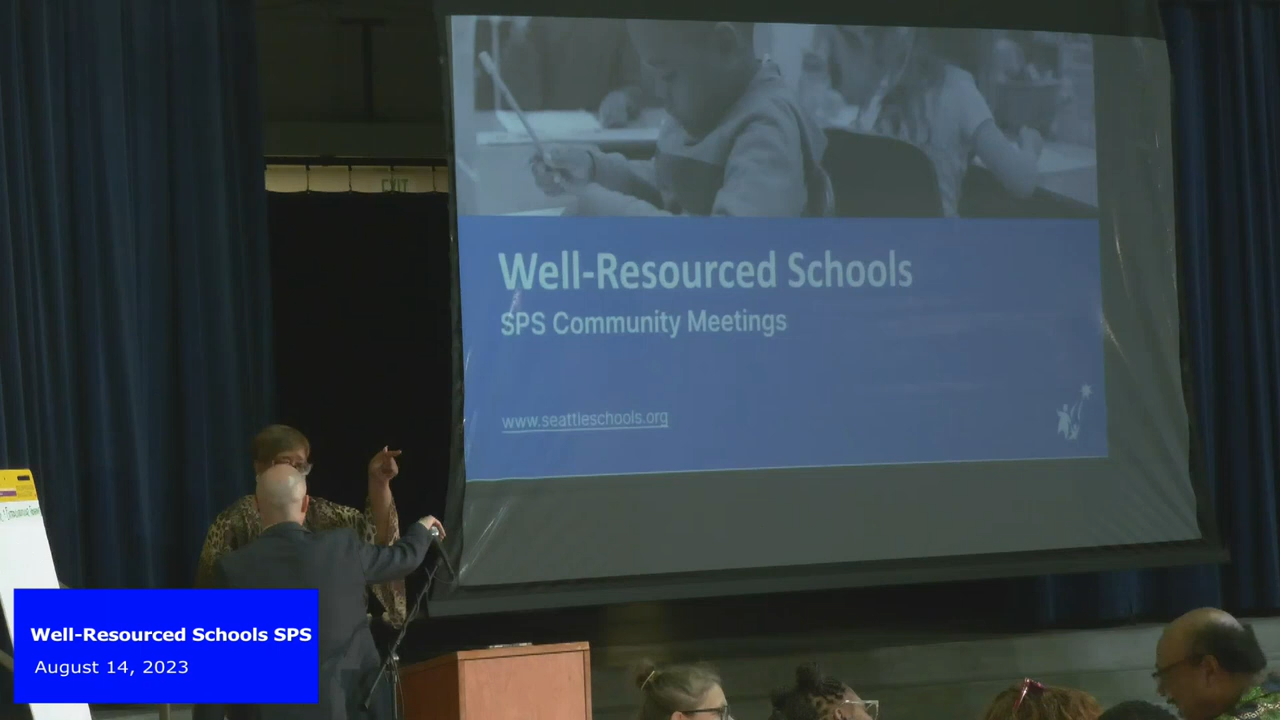 EXIT
Well-Resourced Schools
SPS Community Meetings
www.seattleschools.org
Well-Resourced Schools SPS
August 14, 2023